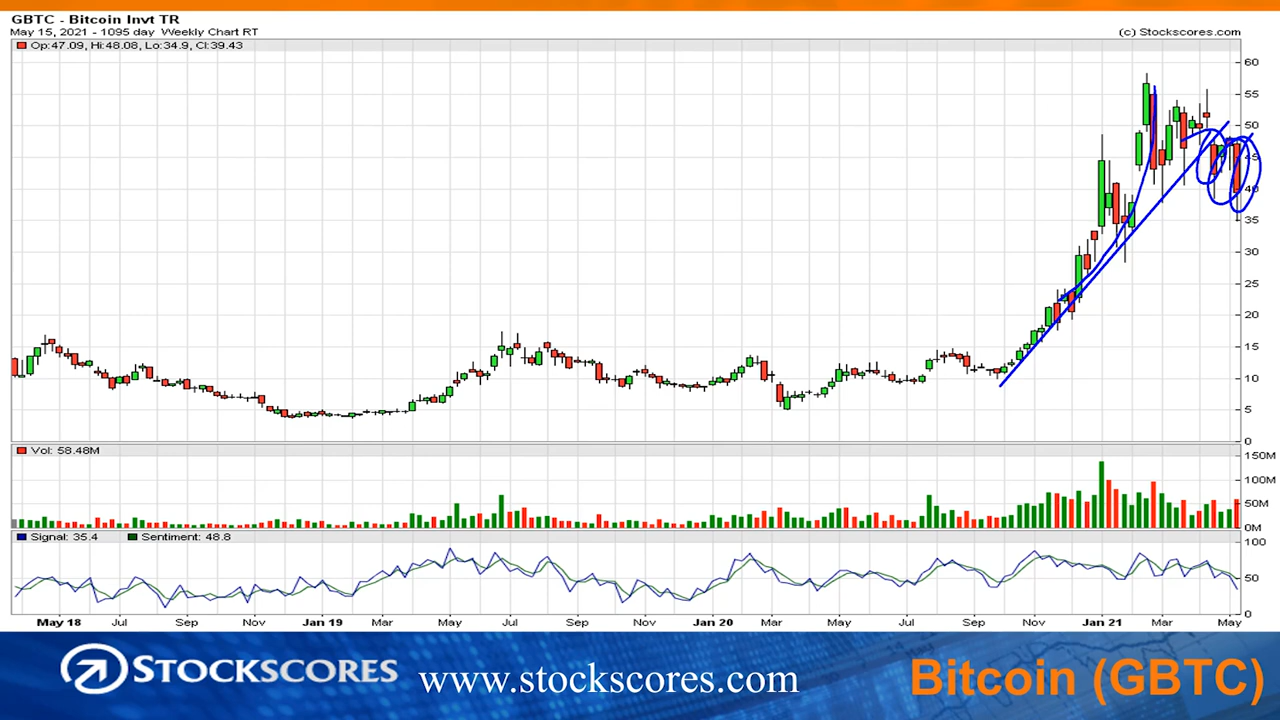 GBTC - Bitcoin Invt TR
May 15, 2021 - 1095 day Weekly Chart RT
(c) Stockscores.com
Op:47.09, Hi:48.08, Lo:34.9, Cl:39.43
60
55
50
45
40
35
30
25
20
15
10
5
0
Vol: 58.48M
150M
100M
50M
0M
Signal: 35.4 Sentiment: 48.8
100
50
0
May 18 Jul Sep Nov Jan 19 Mar May Jul Sep Nov Jan 20 Mar May Jul Sep Nov Jan 21 Mar May
STOCKSCORES www.stockscores.com Bitcoin (GBTC)